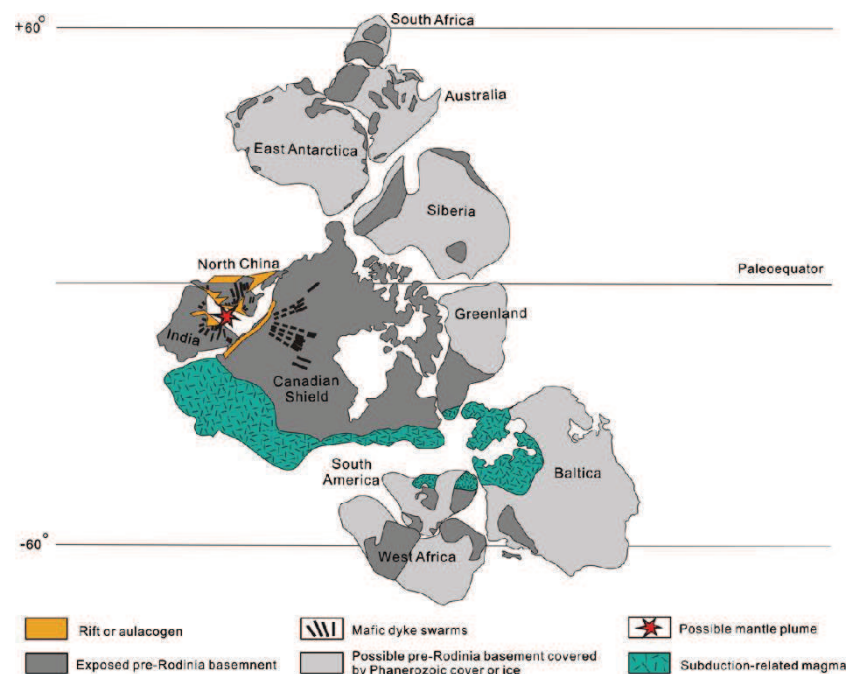 +60°
South Africa
Australia
East Antarctica
Siberia
North China
Paleoequator
India
Greenland
Canadian
Shield
South
America
Baltica
-60°
West Africa
Rift or aulacogen
Mafic dyke swarms
Possible mantle plume
Exposed pre-Rodinia basemnent
Possible pre-Rodinia basement covered
by Phanerozoic cover or ice
Subduction-related magma